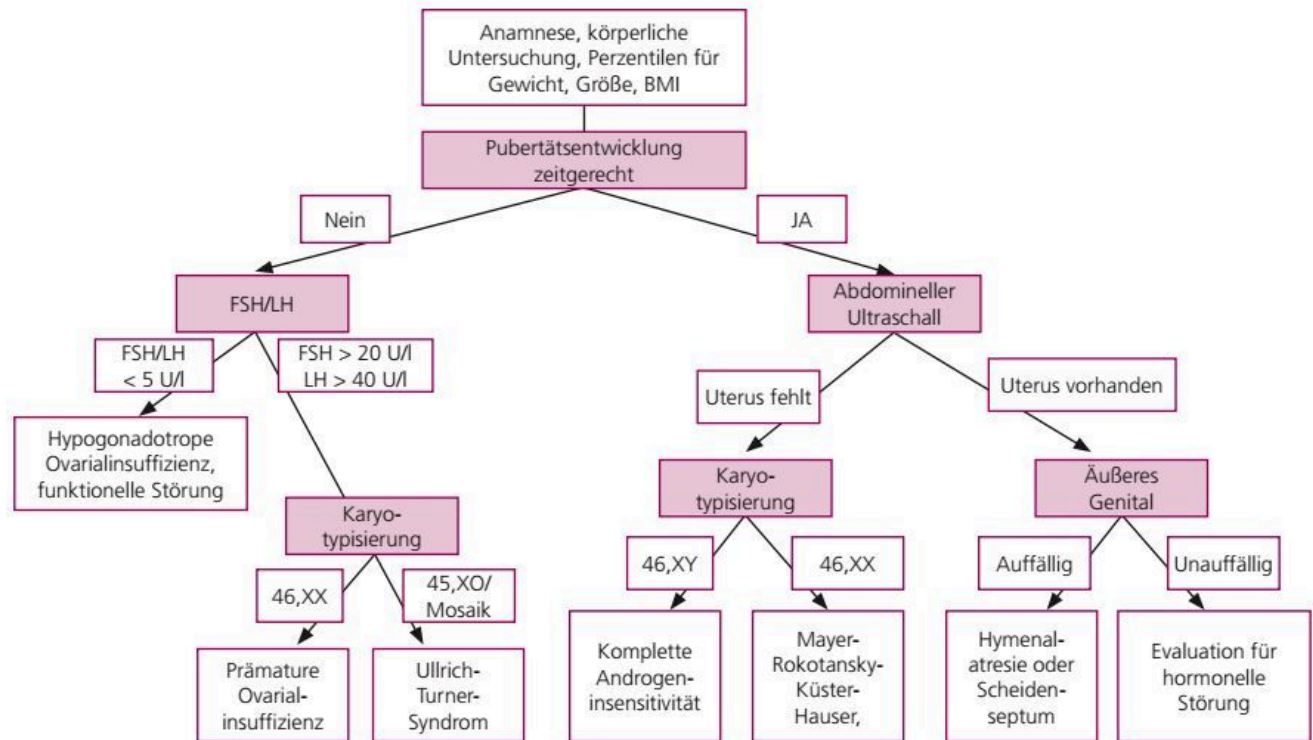 Anamnese, körperliche
Untersuchung, Perzentilen für
Gewicht, Größe, BMI
Pubertätsentwicklung
zeitgerecht
Nein
JA
FSH/LH
Abdomineller
Ultraschall
FSH/LH
< 5 U/l
FSH > 20 U/l
LH > 40 U/l
Uterus fehlt
Uterus vorhanden
Hypogonadotrope
Ovarialinsuffizienz,
funktionelle Störung
Karyo-
typisierung
Karyo-
typisierung
Äußeres
Genital
46,XX
45,XO/
Mosaik
46,XY
46,XX
Auffällig
Unauffällig
Prämature
Ovarial-
insuffizienz
Ullrich-
Turner-
Syndrom
Komplette
Androgen-
insensitivität
Mayer-
Rokotansky-
Küster-
Hauser,
Hymenal-
atresie oder
Scheiden-
septum
Evaluation für
hormonelle
Störung